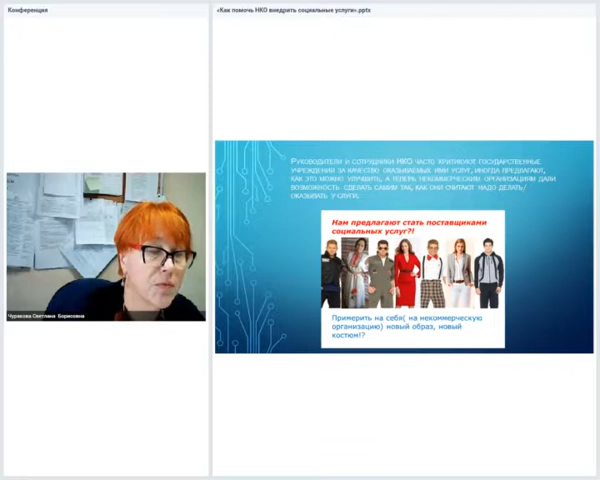 Конференция
«Как помочь НКО внедрить социальные услуги».pptx
Руководители и сотрудники НКО часто критикуют государственные
учреждения за качество оказываемых ими услуг, иногда предлагают,
как это можно улучшить, а теперь некоммерческим организациям дали
возможность сделать самим так, как они считают надо делать/
оказывать услуги.
Нам предлагают стать поставщиками
социальных услуг?!
Примерить на себя( на некоммерческую
организацию) новый образ, новый
костюм!?
Чуракова Светлана Борисовна